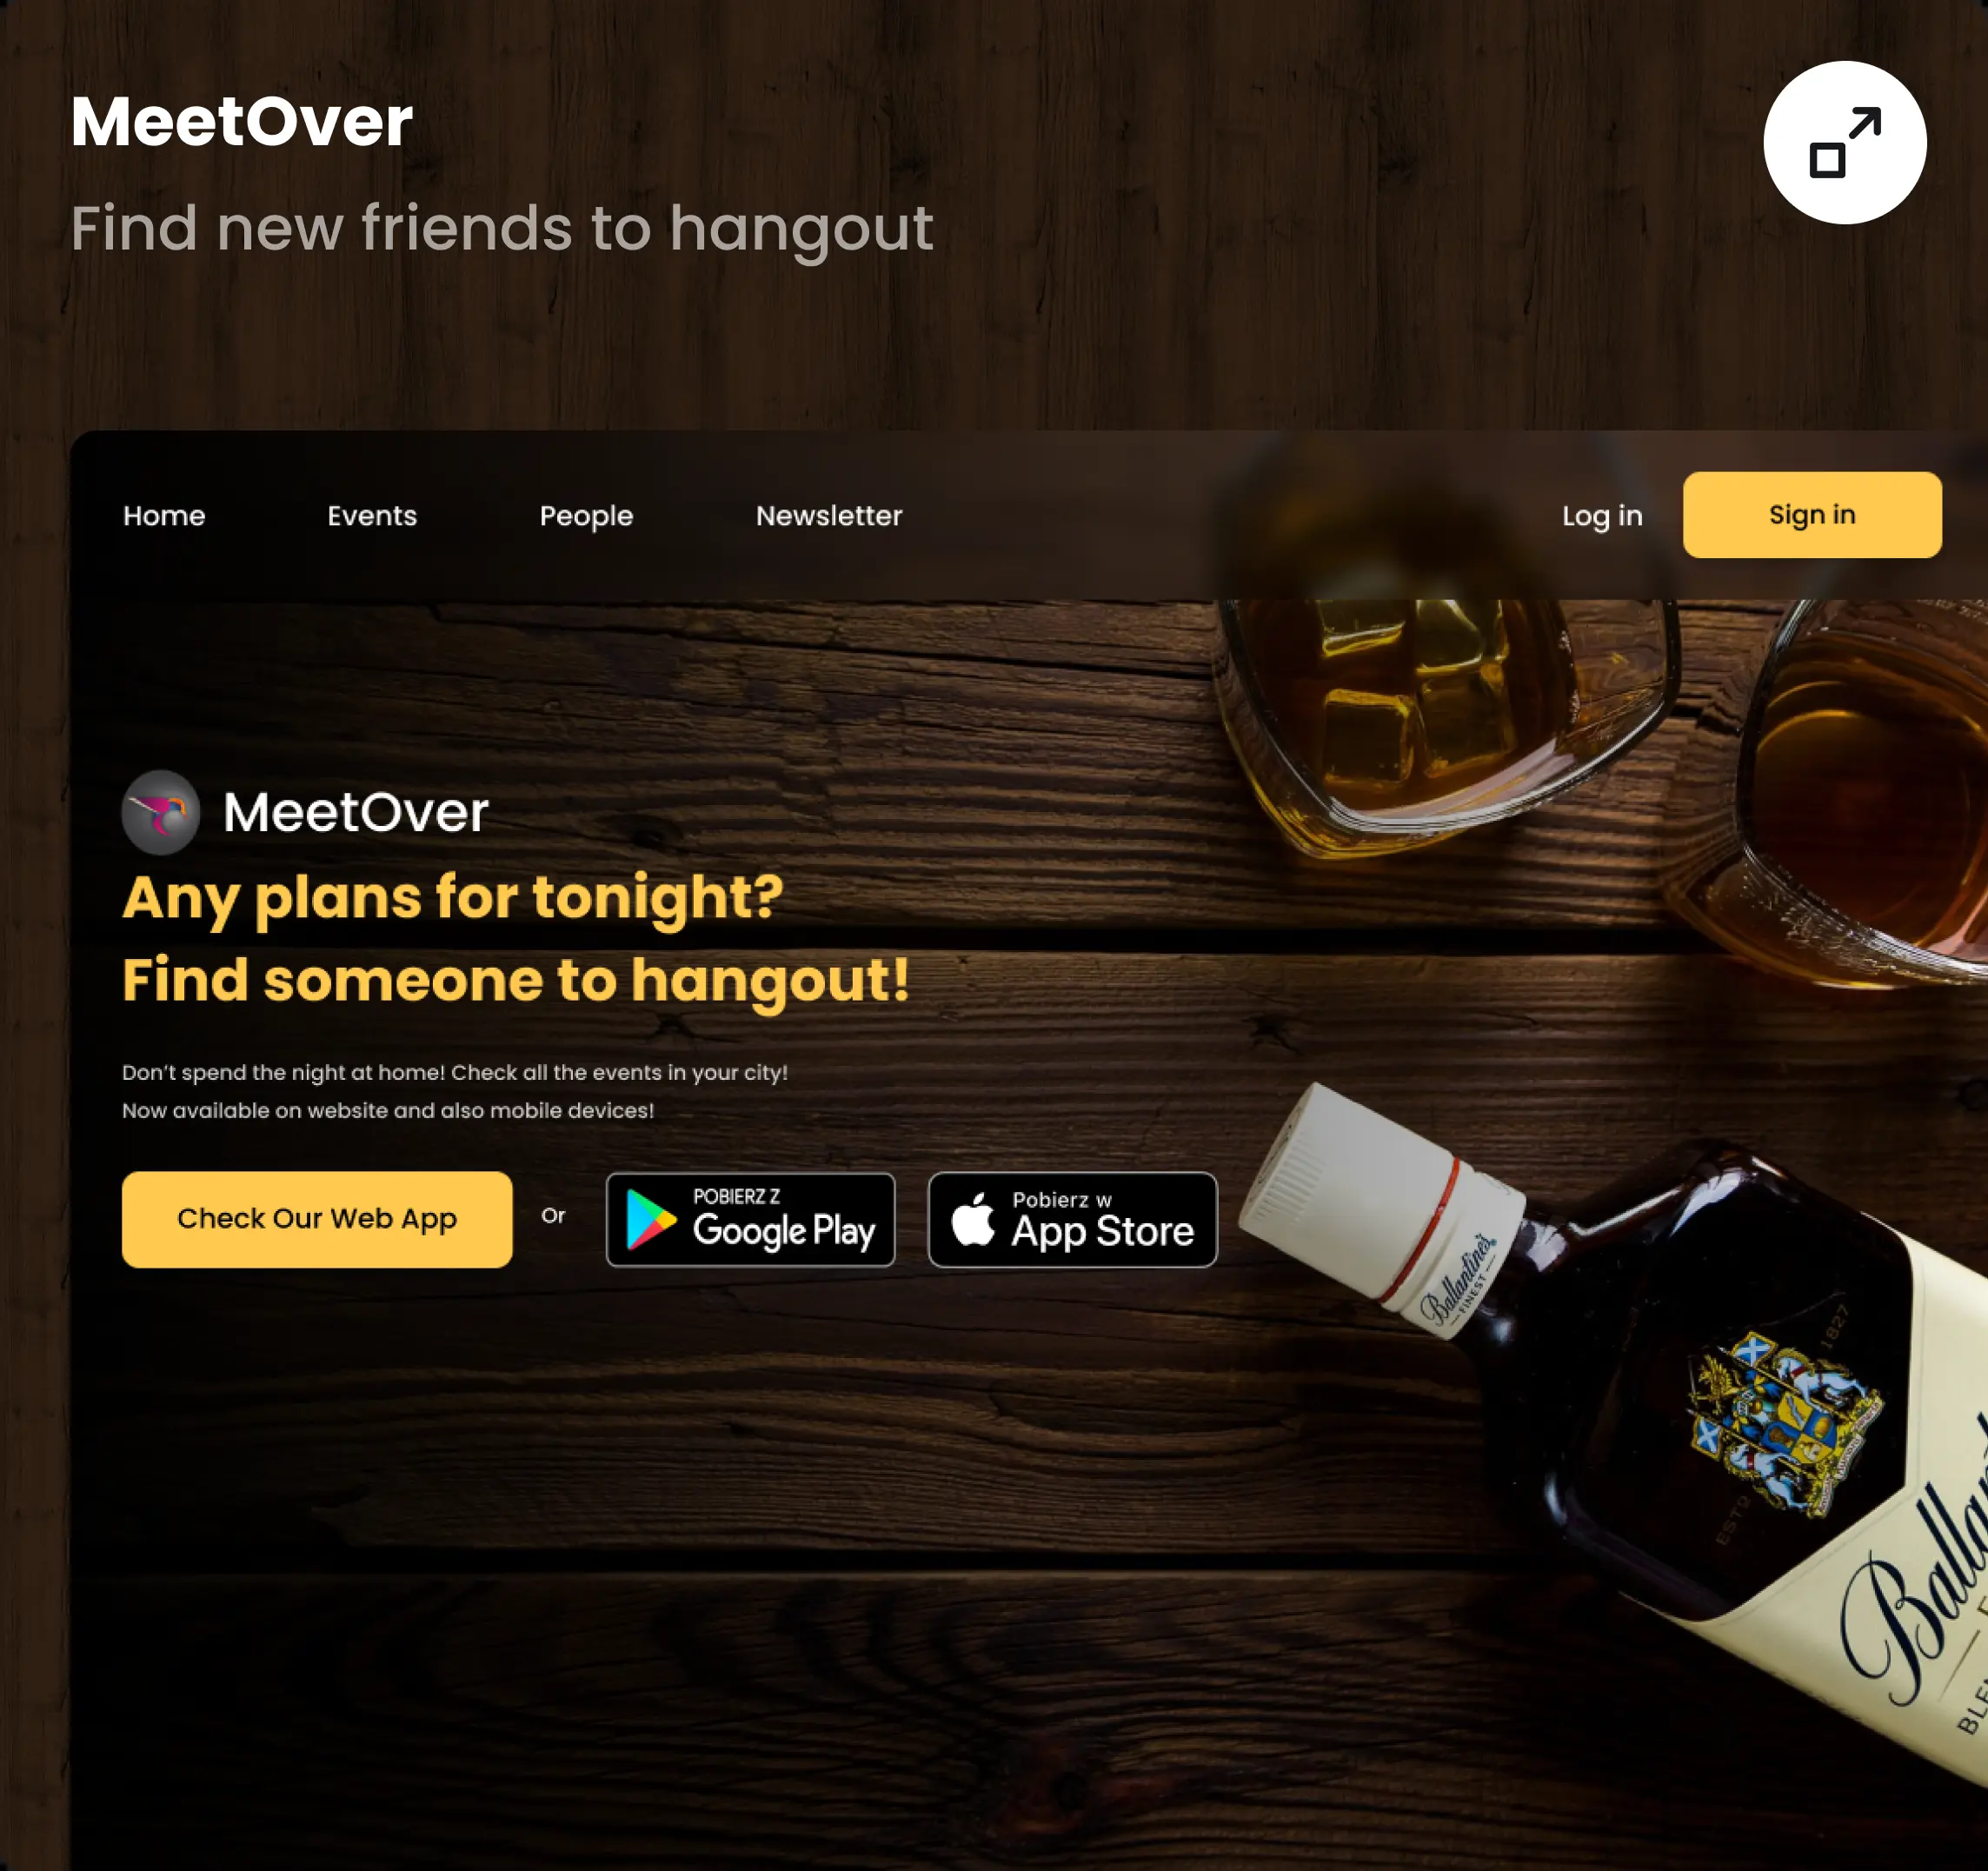 MeetOver
Find new friends to hangout
Home Events People Newsletter Log in Sign in
MeetOver
Any plans for tonight?
Find someone to hangout!
Don't spend the night at home! Check all the events in your city!
Now available on website and also mobile devices!
Check Our Web App Or
POBIERZ Z
Google Play
Pobierz w
App Store
Ballantine's
FINEST
1827
ESTD